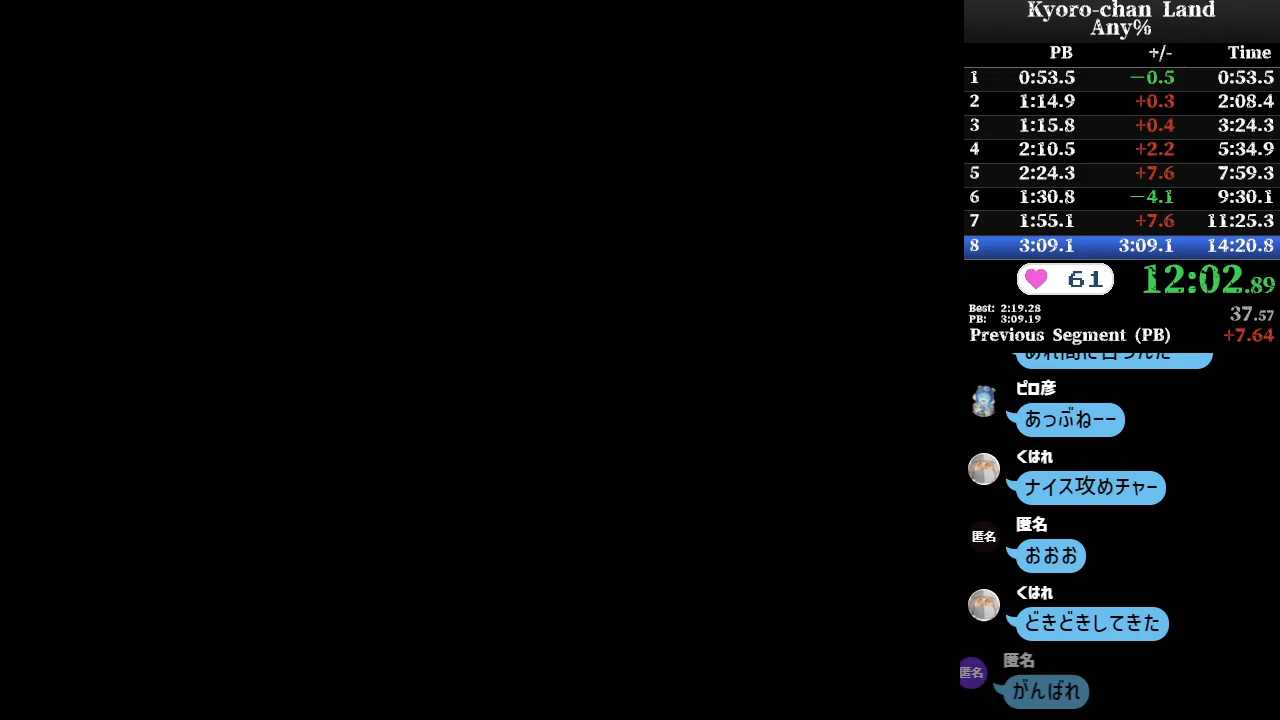 Kyoro-chan Land
Any%
PB +/- Time
1 0:53.5 −0.5 0:53.5
2 1:14.9 +0.3 2:08.4
3 1:15.8 +0.4 3:24.3
4 2:10.5 +2.2 5:34.9
5 2:24.3 +7.6 7:59.3
6 1:30.8 −4.1 9:30.1
7 1:55.1 +7.6 11:25.3
8 3:09.1 3:09.1 14:20.8
61 12:02.89
Best: 2:19.28
PB: 3:09.19
37.57
Previous Segment (PB) +7.64
ピロ彦
あっぶねーー
くはれ
ナイス攻めチャー
匿名
匿名
おおお
くはれ
どきどきしてきた
匿名
匿名
がんばれ